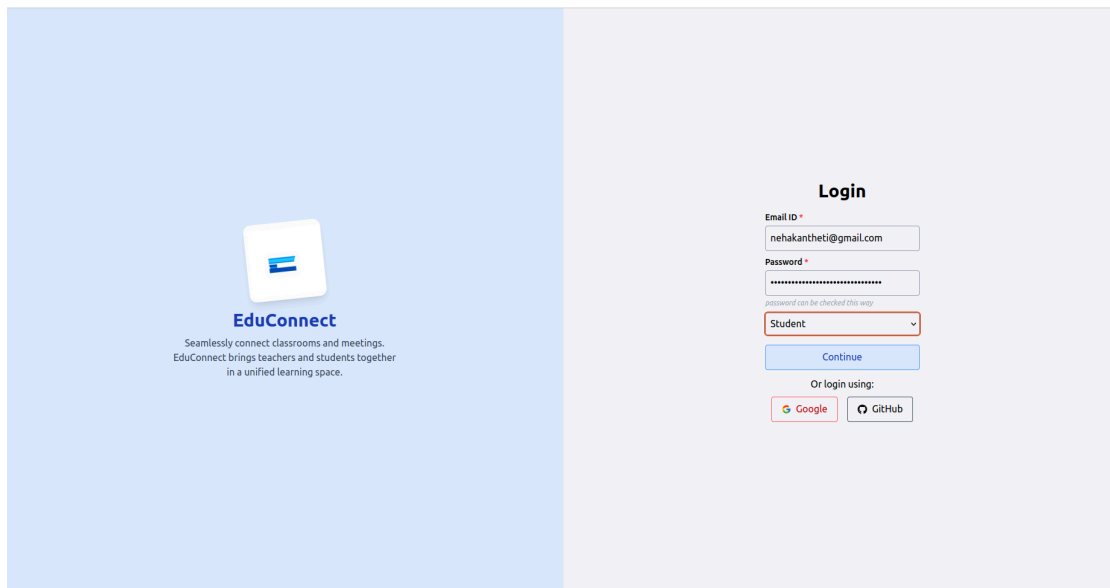 EduConnect
Seamlessly connect classrooms and meetings.
EduConnect brings teachers and students together
in a unified learning space.
Login
Email ID *
nehakantheti@gmail.com
Password *
••••••••••••••••••••••••••••••••
password can be checked this way
Student
Continue
Or login using:
Google
GitHub